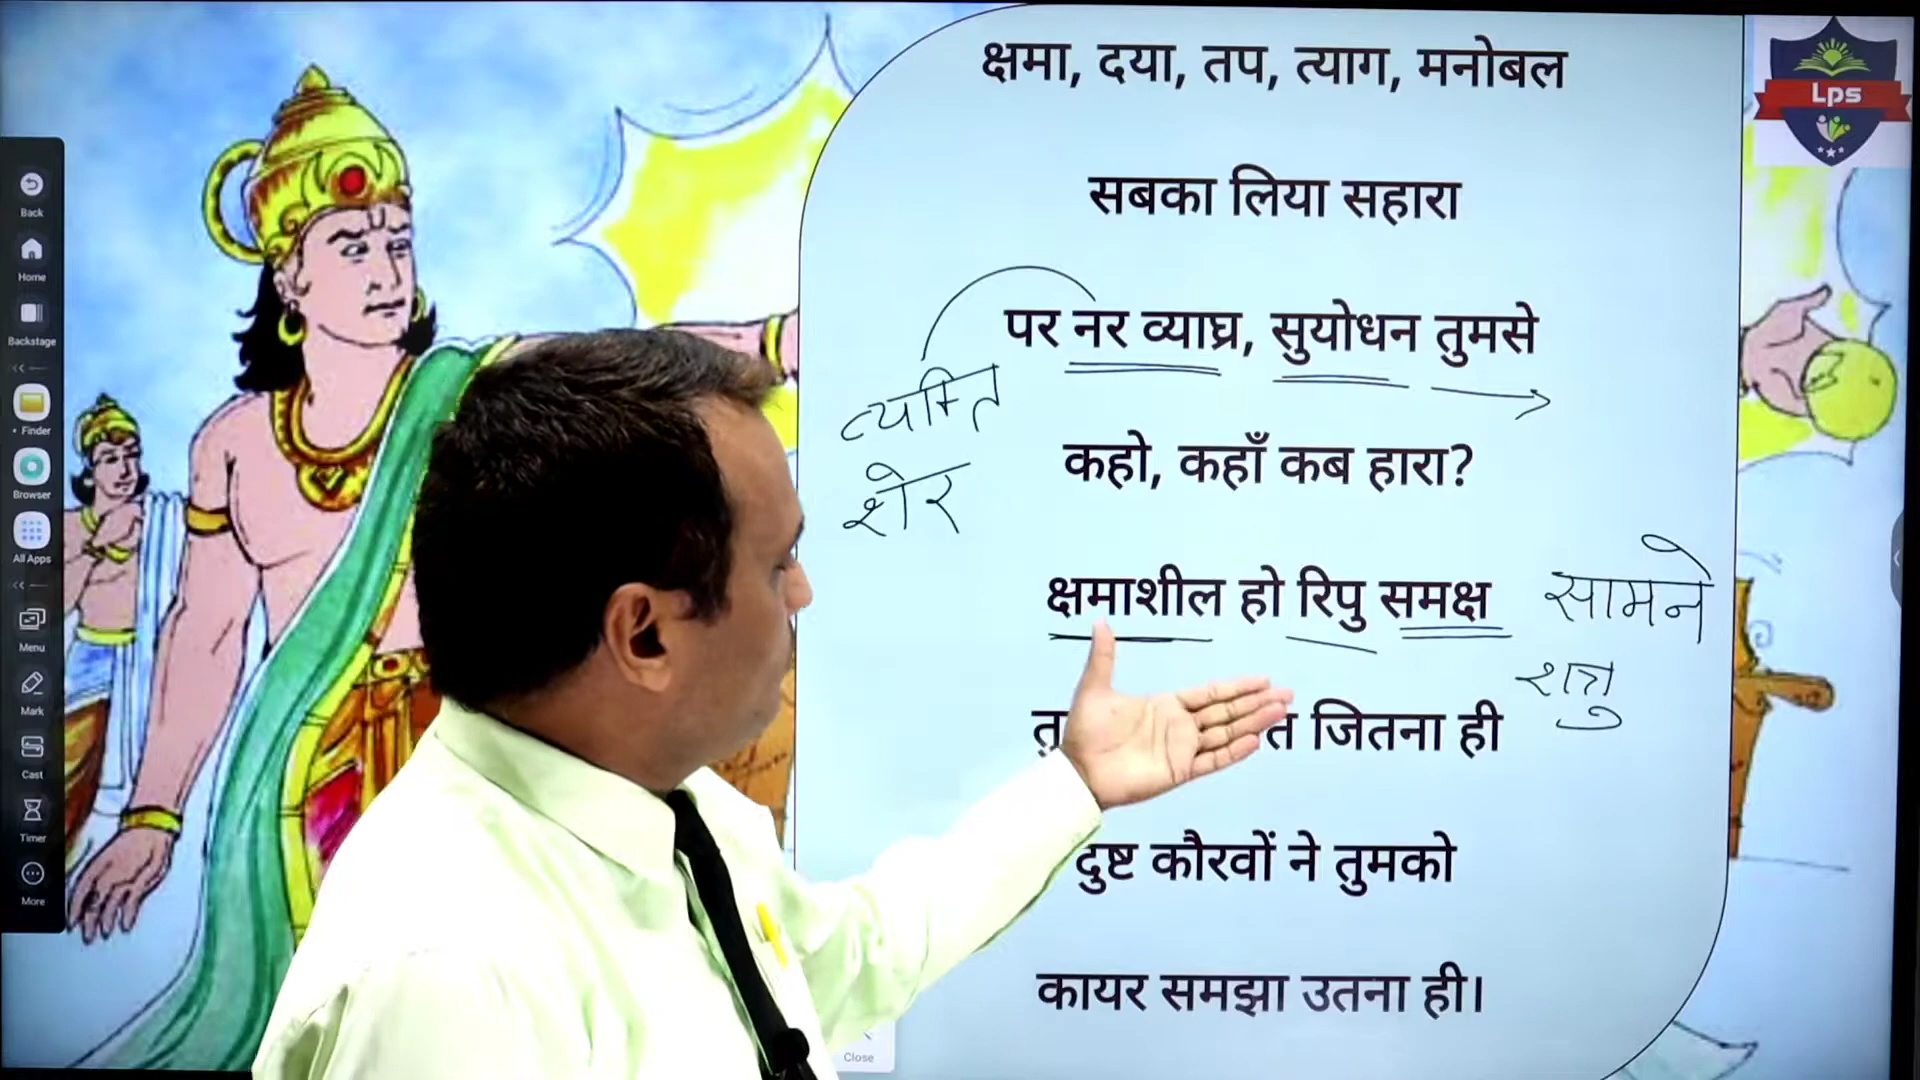 क्षमा, दया, तप, त्याग, मनोबल
सबका लिया सहारा
पर नर व्याघ्र, सुयोधन तुमसे
व्यक्ति
कहो, कहाँ कब हारा?
शेर
क्षमाशील हो रिपु समक्ष
सामने
शत्रु
जितना ही
दुष्ट कौरवों ने तुमको
कायर समझा उतना ही।
Lps
Back
Home
Backstage
Finder
Browser
All Apps
Menu
Mark
Cast
Timer
More
Close